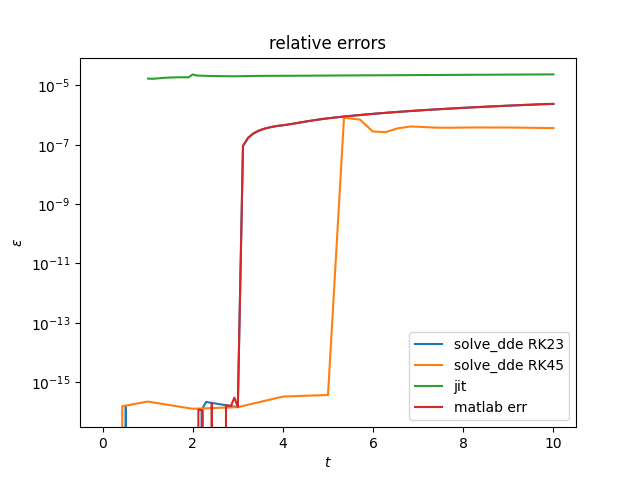 relative errors
10⁻⁵
10⁻⁷
10⁻⁹
10⁻¹¹
10⁻¹³
10⁻¹⁵
ε
solve_dde RK23
solve_dde RK45
jit
matlab err
0 2 4 6 8 10
t